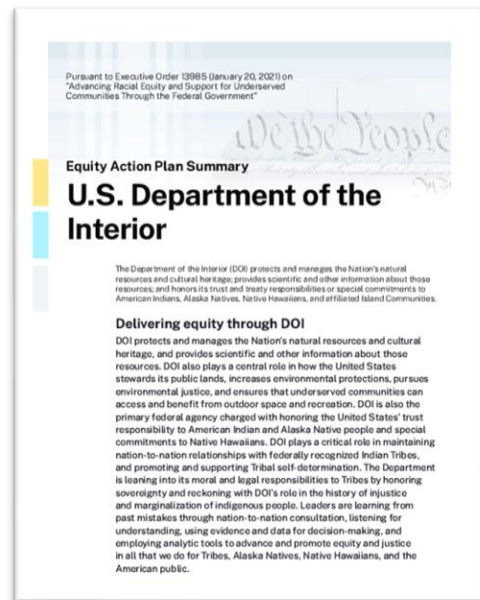 Pursuant to Executive Order 13985 (January 20, 2021) on
"Advancing Racial Equity and Support for Underserved
Communities Through the Federal Government"
We the People
Equity Action Plan Summary
U.S. Department of the
Interior
The Department of the Interior (DOI) protects and manages the Nation's natural
resources and cultural heritage; provides scientific and other information about those
resources; and honors its trust and treaty responsibilities or special commitments to
American Indians, Alaska Natives, Native Hawaiians, and affiliated Island Communities.
Delivering equity through DOI
DOI protects and manages the Nation's natural resources and cultural
heritage, and provides scientific and other information about those
resources. DOI also plays a central role in how the United States
stewards its public lands, increases environmental protections, pursues
environmental justice, and ensures that underserved communities can
access and benefit from outdoor space and recreation. DOI is also the
primary federal agency charged with honoring the United States' trust
responsibility to American Indian and Alaska Native people and special
commitments to Native Hawaiians. DOI plays a critical role in maintaining
nation-to-nation relationships with federally recognized Indian Tribes,
and promoting and supporting Tribal self-determination. The Department
is leaning into its moral and legal responsibilities to Tribes by honoring
sovereignty and reckoning with DOI's role in the history of injustice
and marginalization of indigenous people. Leaders are learning from
past mistakes through nation-to-nation consultation, listening for
understanding, using evidence and data for decision-making, and
employing analytic tools to advance and promote equity and justice
in all that we do for Tribes, Alaska Natives, Native Hawaiians, and the
American public.